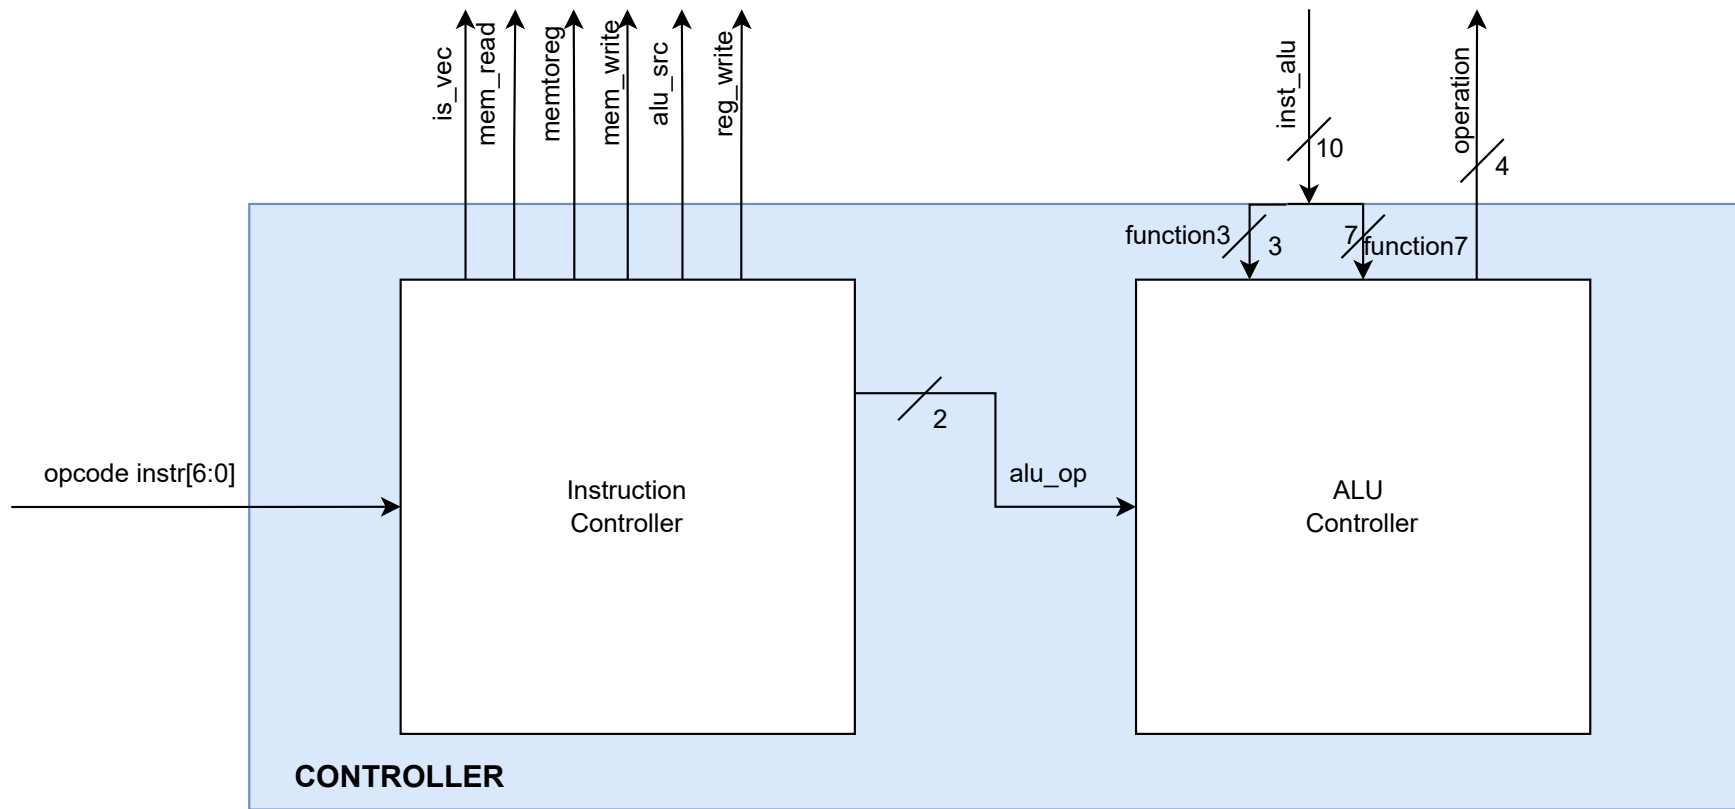 is_vec
mem_read
memtoreg
mem_write
alu_src
reg_write
inst_alu
10
operation
4
function3
3
7
function7
2
opcode instr[6:0]
alu_op
Instruction
Controller
ALU
Controller
CONTROLLER